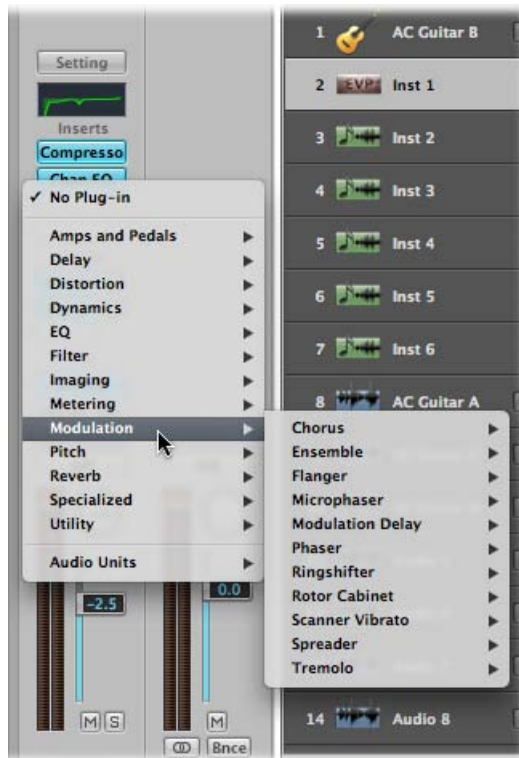 Setting
Inserts
Compresso
Chan EQ
✓ No Plug-in
Amps and Pedals
Delay
Distortion
Dynamics
EQ
Filter
Imaging
Metering
Modulation
Pitch
Reverb
Specialized
Utility
Audio Units
Chorus
Ensemble
Flanger
Microphaser
Modulation Delay
Phaser
Ringshifter
Rotor Cabinet
Scanner Vibrato
Spreader
Tremolo
-2.5
0.0
M S
M
Bnce
1 AC Guitar B
2 EVP Inst 1
3 Inst 2
4 Inst 3
5 Inst 4
6 Inst 5
7 Inst 6
8 AC Guitar A
14 Audio 8